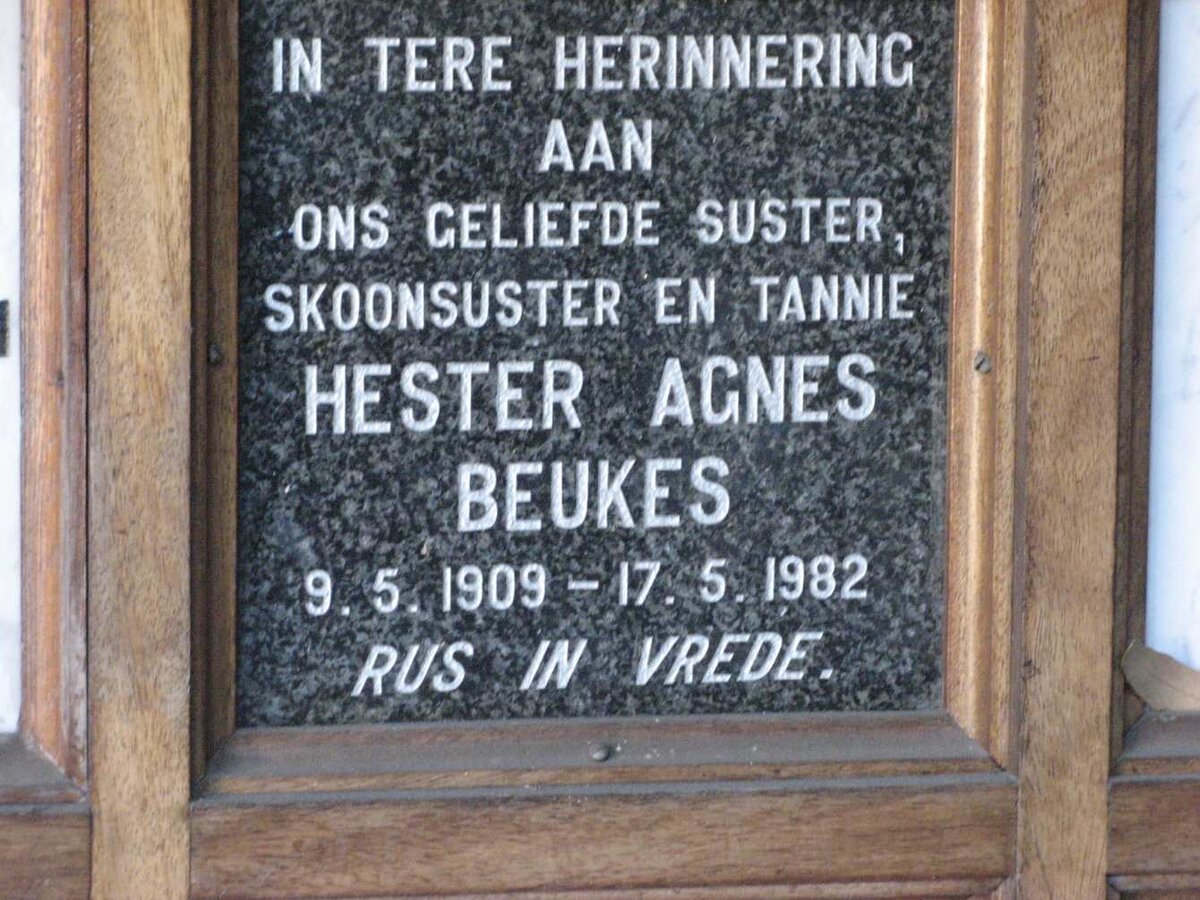 IN TERE HERINNERING
AAN
ONS GELIEFDE SUSTER,
SKOONSUSTER EN TANNIE
HESTER AGNES
BEUKES
9. 5. 1909 – 17. 5. 1982
RUS IN VREDE.